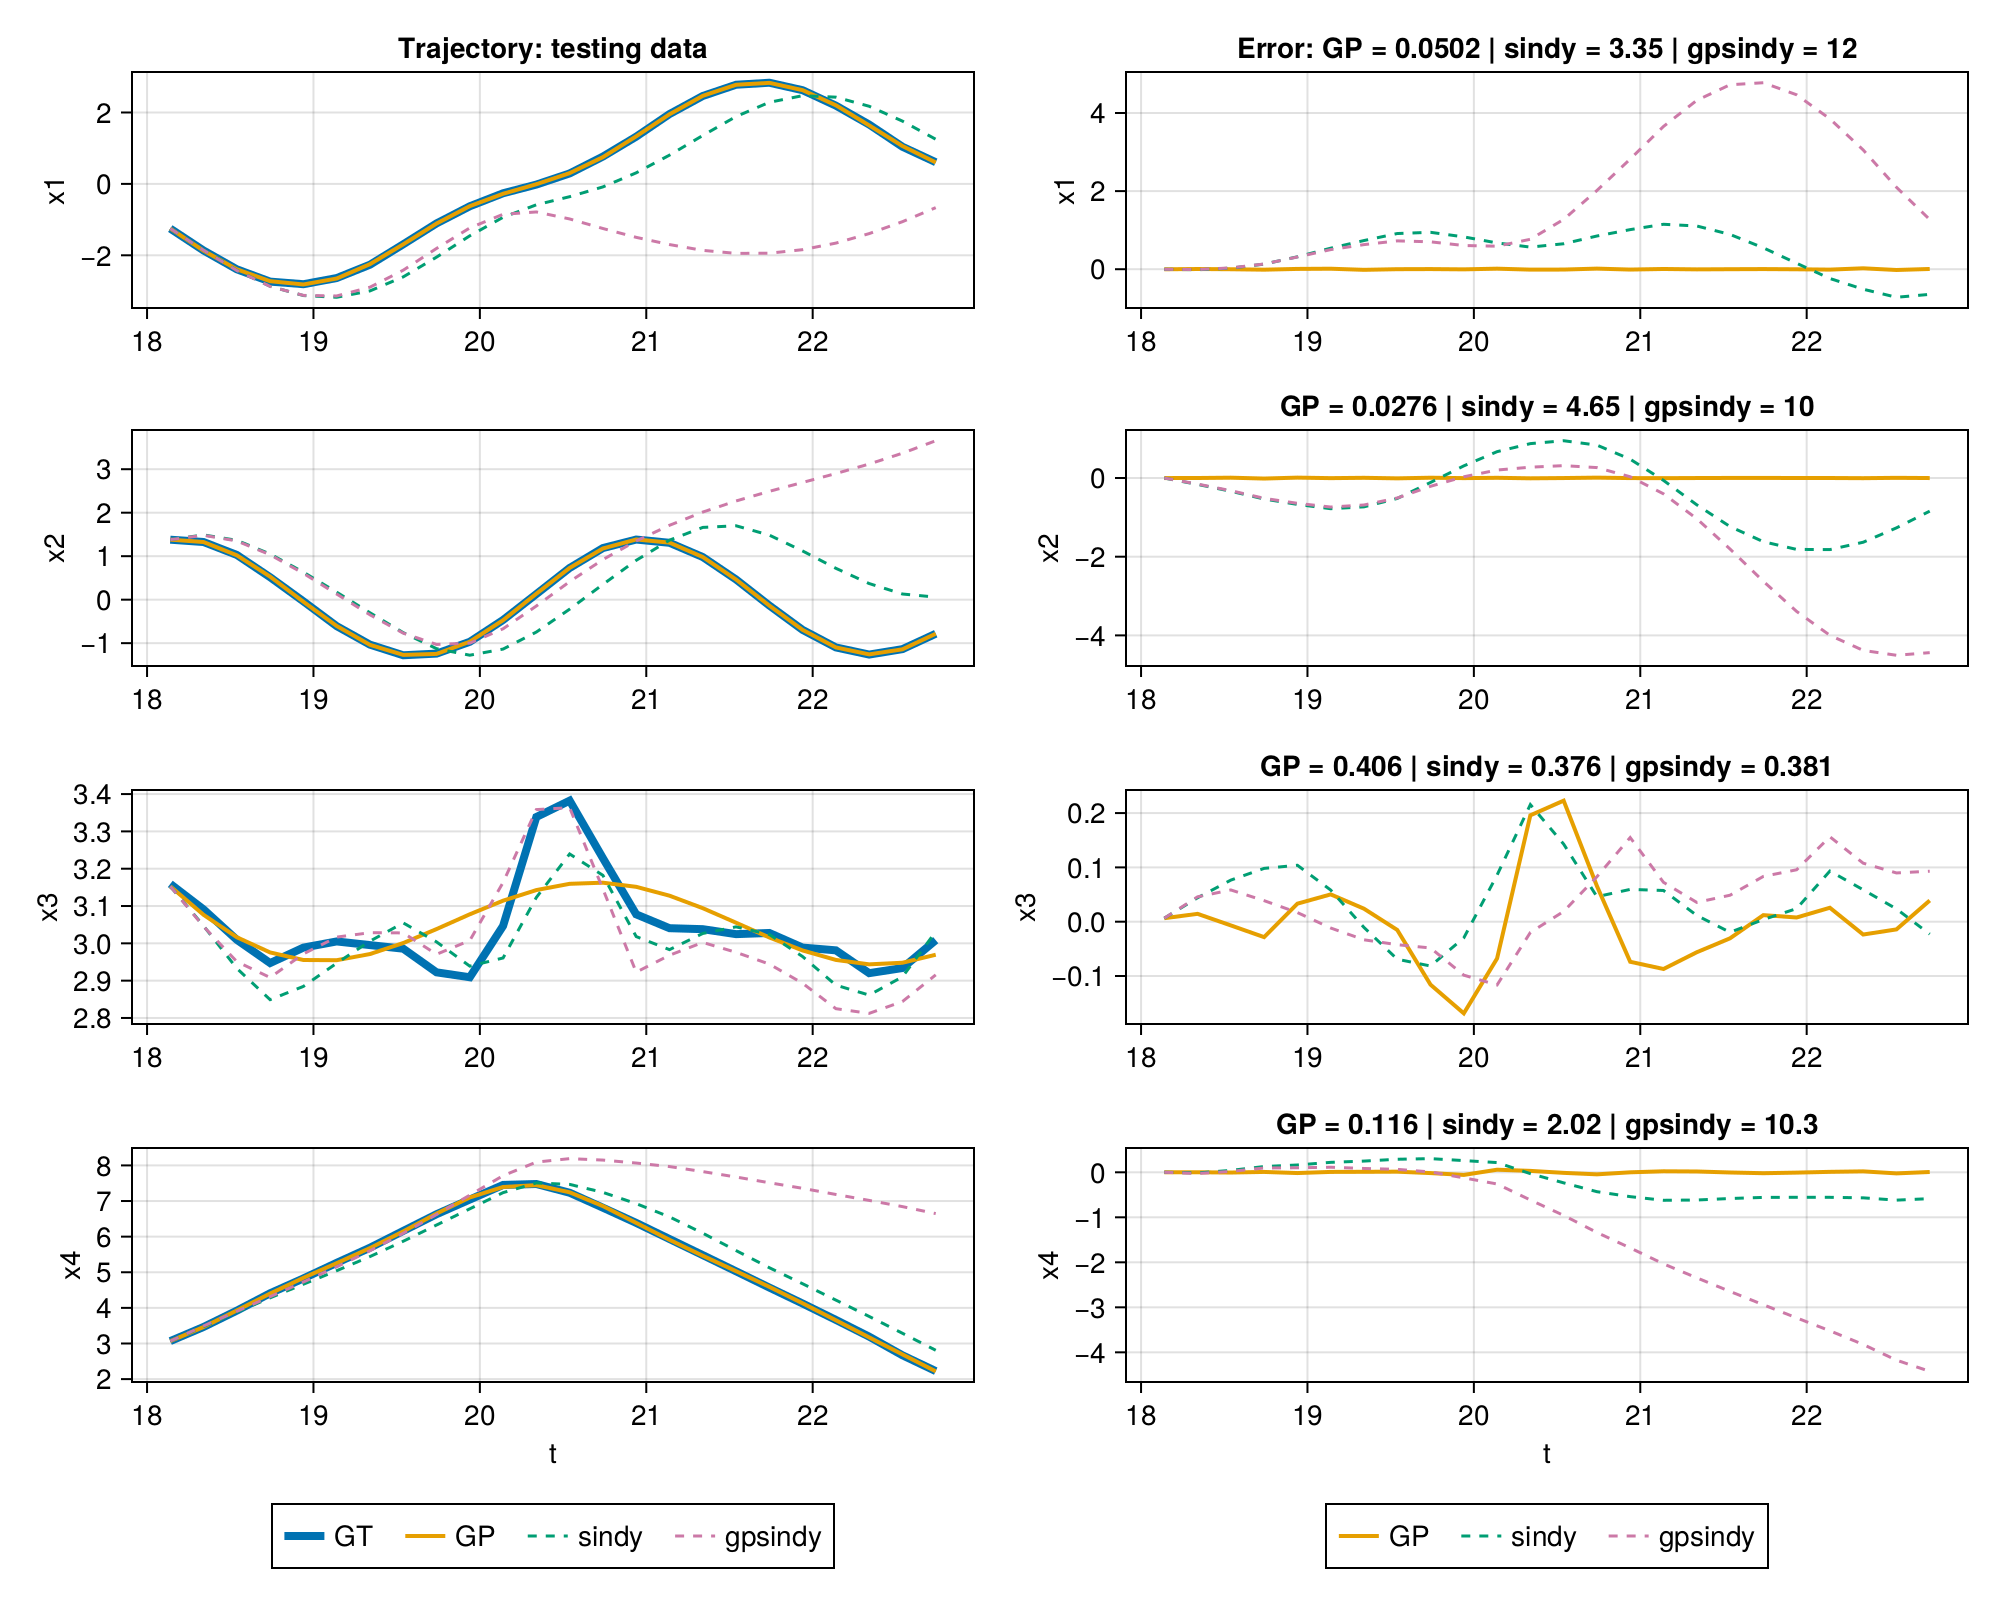 Trajectory: testing data
2
0
−2
x1
18 19 20 21 22
Error: GP = 0.0502 | sindy = 3.35 | gpsindy = 12
4
2
0
x1
18 19 20 21 22
3
2
1
0
−1
x2
18 19 20 21 22
GP = 0.0276 | sindy = 4.65 | gpsindy = 10
0
−2
−4
x2
18 19 20 21 22
3.4
3.3
3.2
3.1
3.0
2.9
2.8
x3
18 19 20 21 22
GP = 0.406 | sindy = 0.376 | gpsindy = 0.381
0.2
0.1
0.0
−0.1
x3
18 19 20 21 22
8
7
6
5
4
3
2
x4
18 19 20 21 22
t
GP = 0.116 | sindy = 2.02 | gpsindy = 10.3
0
−1
−2
−3
−4
x4
18 19 20 21 22
t
GT GP sindy gpsindy
GP sindy gpsindy